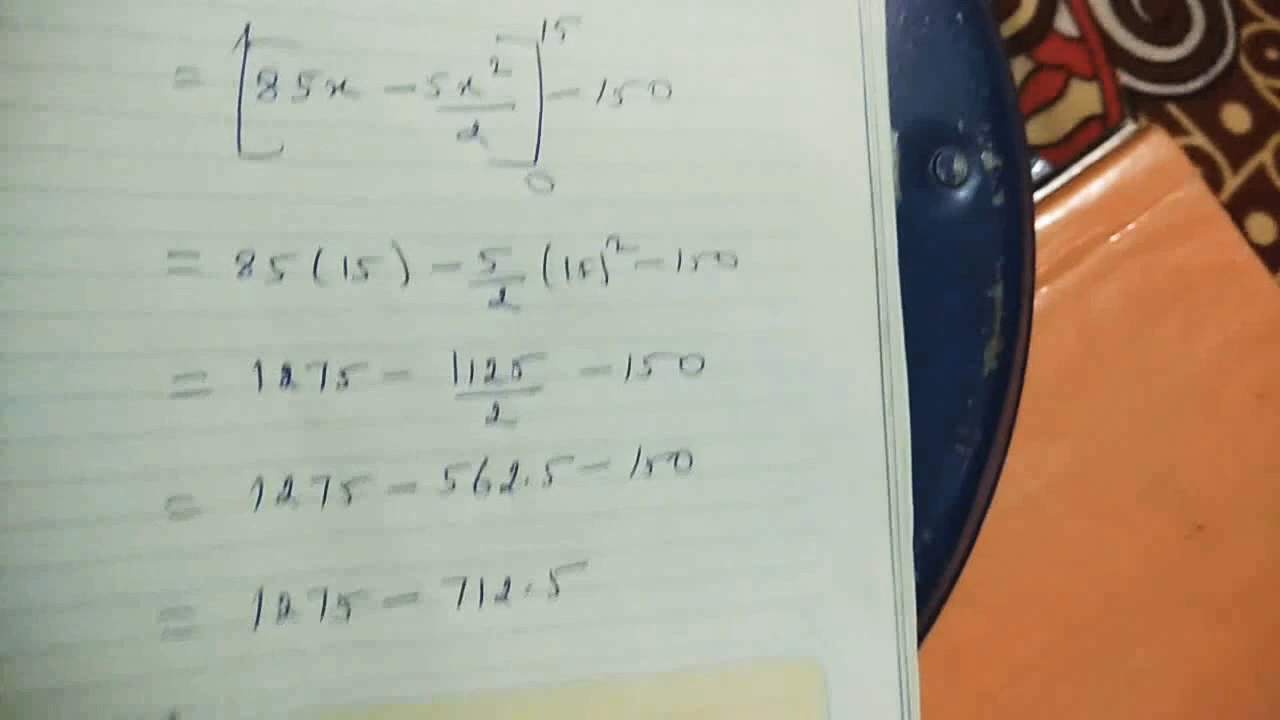 = [85x - 5x²/2]₀¹⁵ - 150
= 85(15) - 5/2 (15)² - 150
= 1275 - 1125/2 - 150
= 1275 - 562.5 - 150
= 1275 - 712.5